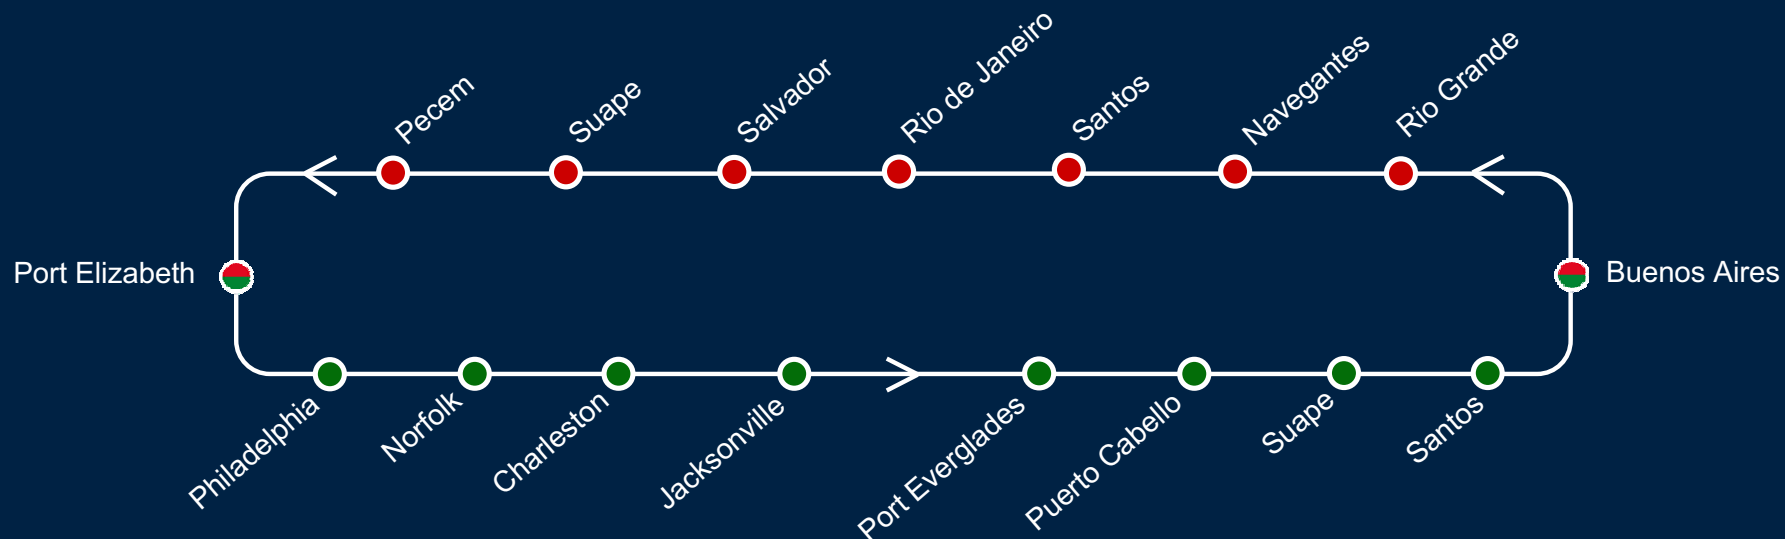 Pecem
Suape
Salvador
Rio de Janeiro
Santos
Navegantes
Rio Grande
Port Elizabeth
Buenos Aires
Philadelphia
Norfolk
Charleston
Jacksonville
Port Everglades
Puerto Cabello
Suape
Santos